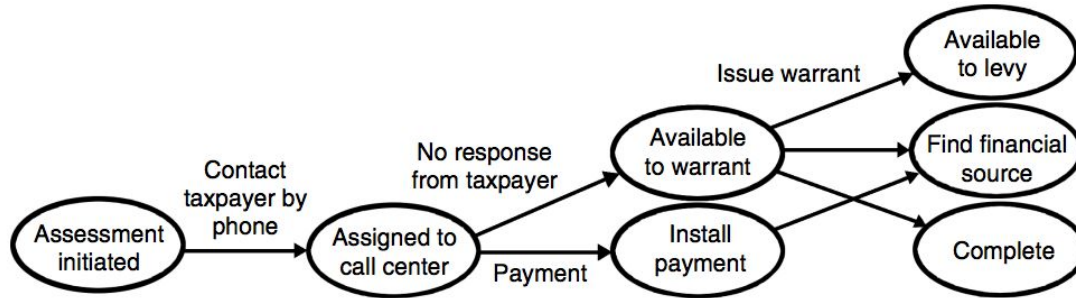 Assessment
initiated
Contact
taxpayer by
phone
Assigned to
call center
No response
from taxpayer
Payment
Available
to warrant
Install
payment
Issue warrant
Available
to levy
Find financial
source
Complete